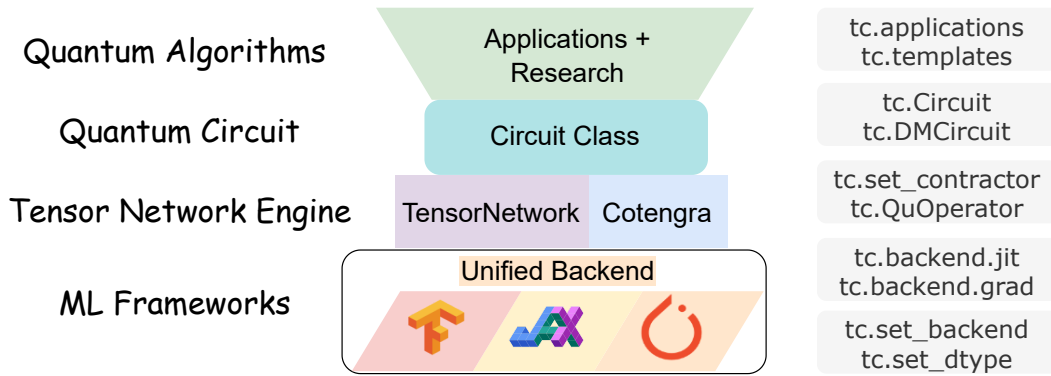 Quantum Algorithms
Applications +
Research
tc.applications
tc.templates
Quantum Circuit
Circuit Class
tc.Circuit
tc.DMCircuit
Tensor Network Engine
TensorNetwork
Cotengra
tc.set_contractor
tc.QuOperator
ML Frameworks
Unified Backend
JAX
tc.backend.jit
tc.backend.grad
tc.set_backend
tc.set_dtype